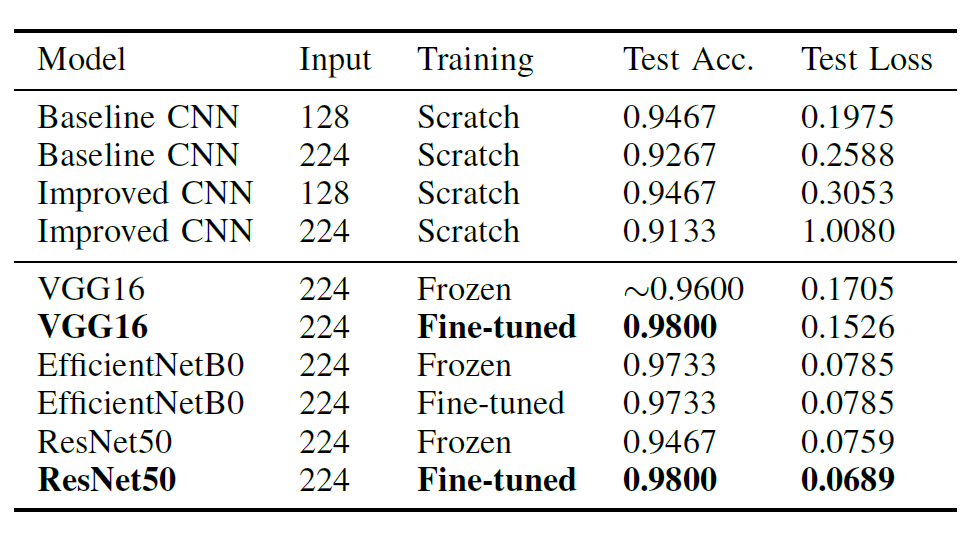 Model Input Training Test Acc. Test Loss
Baseline CNN 128 Scratch 0.9467 0.1975
Baseline CNN 224 Scratch 0.9267 0.2588
Improved CNN 128 Scratch 0.9467 0.3053
Improved CNN 224 Scratch 0.9133 1.0080
VGG16 224 Frozen ~0.9600 0.1705
VGG16 224 Fine-tuned 0.9800 0.1526
EfficientNetB0 224 Frozen 0.9733 0.0785
EfficientNetB0 224 Fine-tuned 0.9733 0.0785
ResNet50 224 Frozen 0.9467 0.0759
ResNet50 224 Fine-tuned 0.9800 0.0689